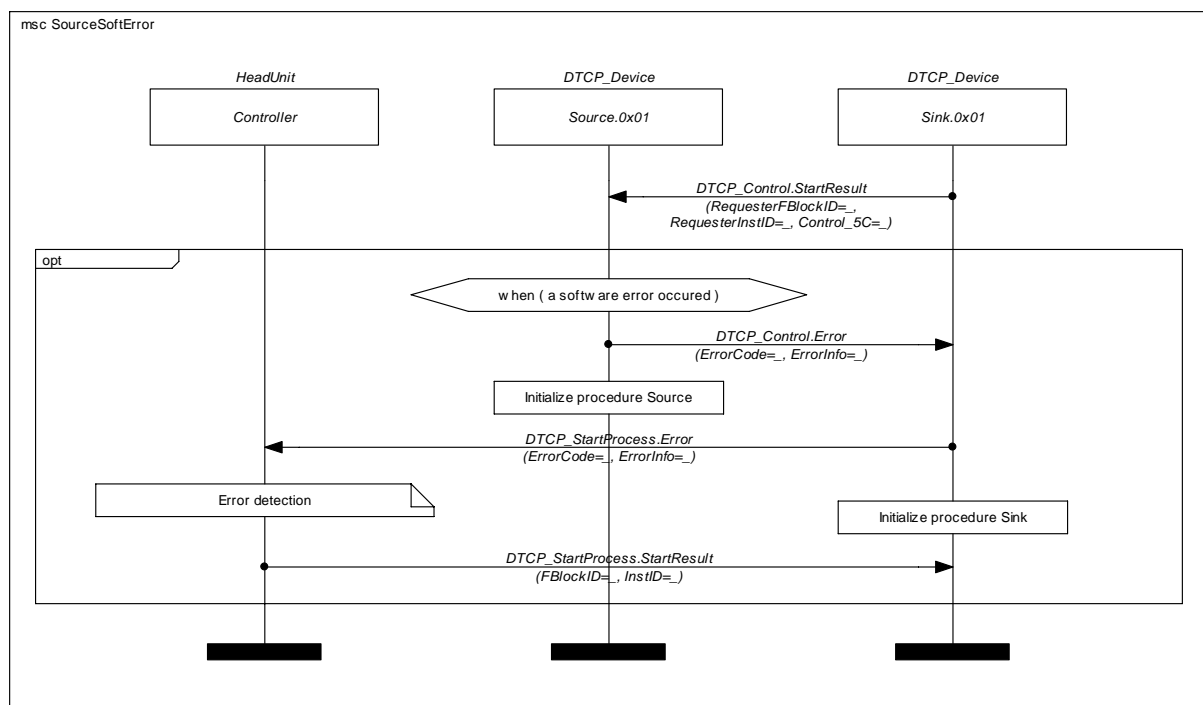 msc SourceSoftError
HeadUnit
DTCP_Device
DTCP_Device
Controller
Source.0x01
Sink.0x01
DTCP_Control.StartResult
(RequesterFBlockID=_,
RequesterInstID=_, Control_5C=_)
opt
when ( a software error occured )
DTCP_Control.Error
(ErrorCode=_, ErrorInfo=_)
Initialize procedure Source
DTCP_StartProcess.Error
(ErrorCode=_, ErrorInfo=_)
Error detection
Initialize procedure Sink
DTCP_StartProcess.StartResult
(FBlockID=_, InstID=_)